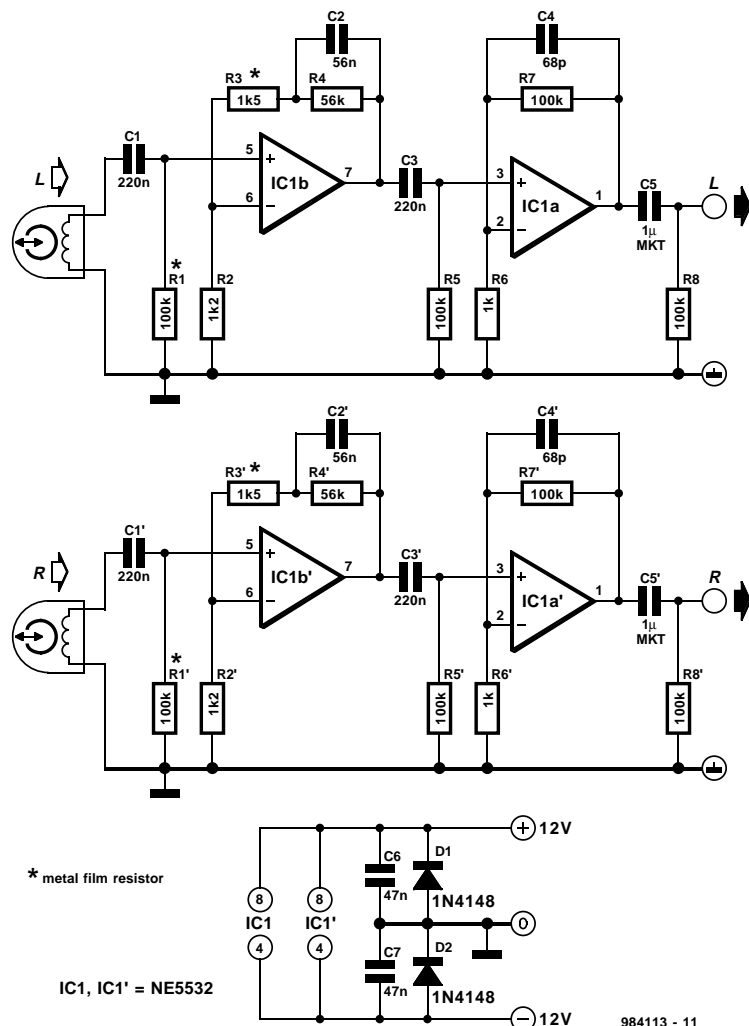 C2
56n
C4
68p
R3 *
1k5
R4
56k
R7
100k
C1
220n
L
5
+
6
−
IC1b
7
C3
220n
3
+
2
−
IC1a
1
C5
1µ
MKT
L
*
R1
100k
R2
1k2
R5
100k
R6
1k
R8
100k
C2'
56n
C4'
68p
R3' *
1k5
R4'
56k
R7'
100k
C1'
220n
R
5
+
6
−
IC1b'
7
C3'
220n
3
+
2
−
IC1a'
1
C5'
1µ
MKT
R
*
R1'
100k
R2'
1k2
R5'
100k
R6'
1k
R8'
100k
+ 12V
* metal film resistor
8
IC1
4
8
IC1'
4
C6
47n
D1
1N4148
0
C7
47n
D2
1N4148
− 12V
IC1, IC1' = NE5532
984113 - 11